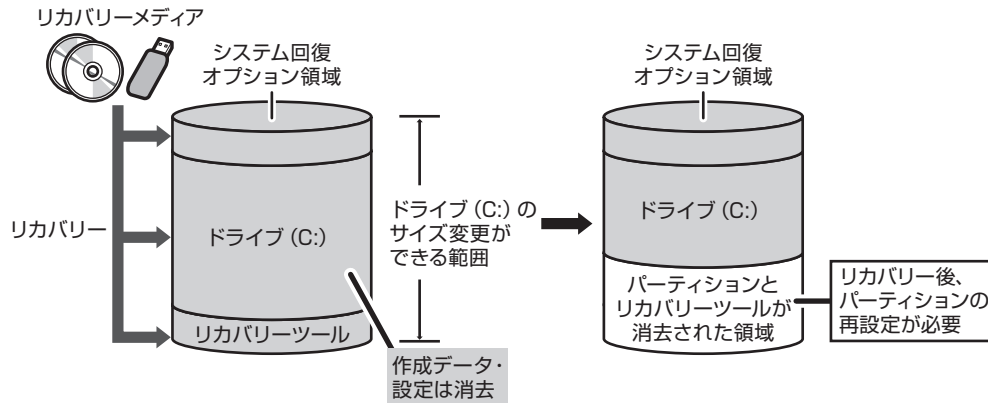 リカバリーメディア
システム回復
オプション領域
リカバリー
ドライブ (C:)
リカバリーツール
ドライブ (C:) の
サイズ変更が
できる範囲
作成データ・
設定は消去
システム回復
オプション領域
ドライブ (C:)
パーティションと
リカバリーツールが
消去された領域
リカバリー後、
パーティションの
再設定が必要